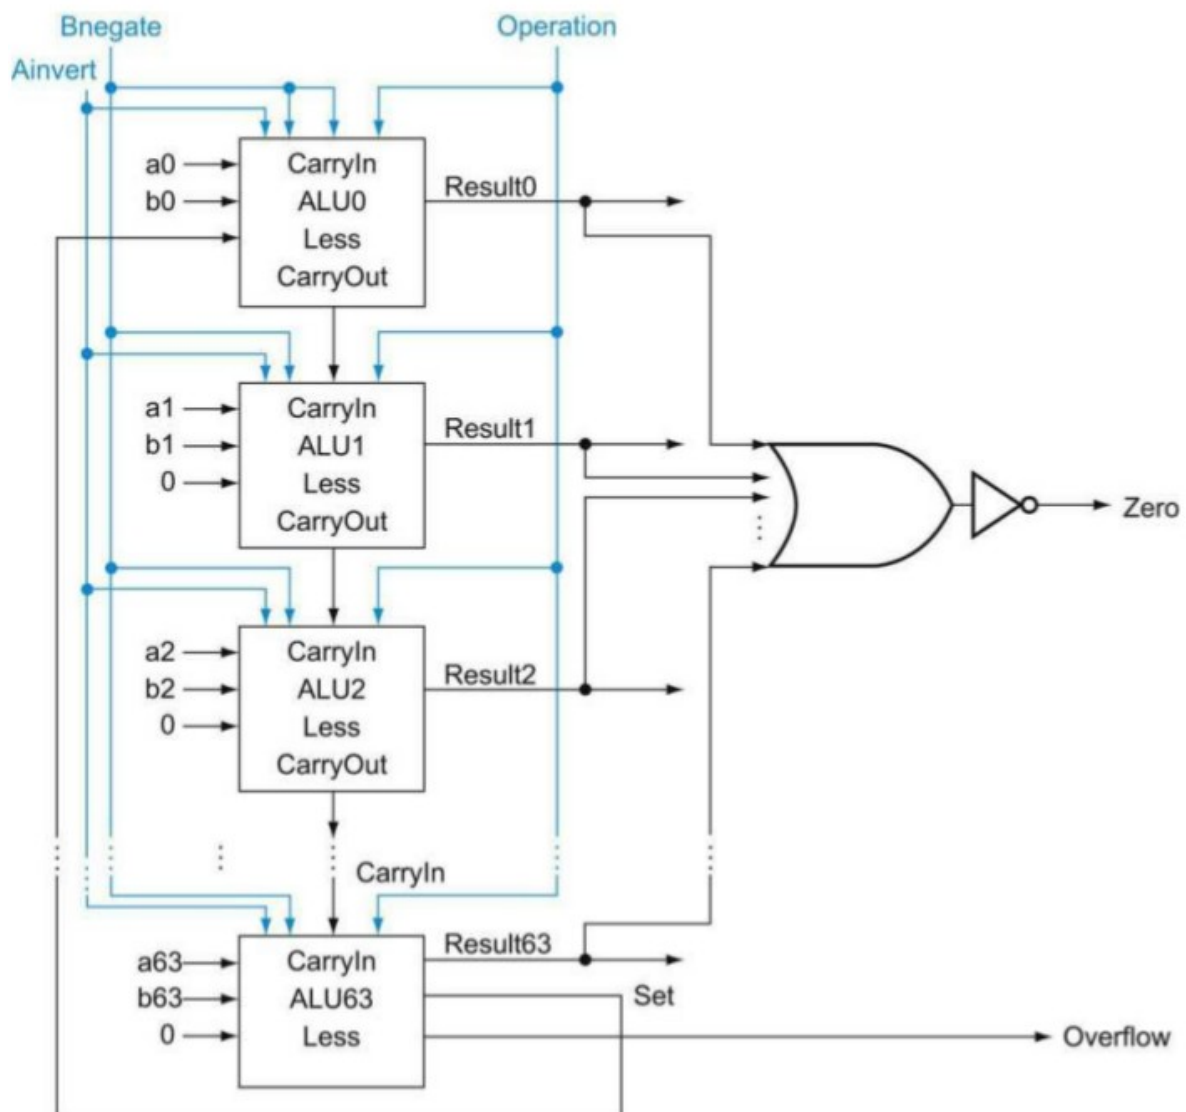 Bnegate
Operation
Ainvert
a0
CarryIn
b0
ALU0
Result0
Less
CarryOut
a1
CarryIn
b1
ALU1
Result1
0
Less
CarryOut
Zero
a2
CarryIn
b2
ALU2
Result2
0
Less
CarryOut
CarryIn
a63
CarryIn
Result63
b63
ALU63
Set
0
Less
Overflow